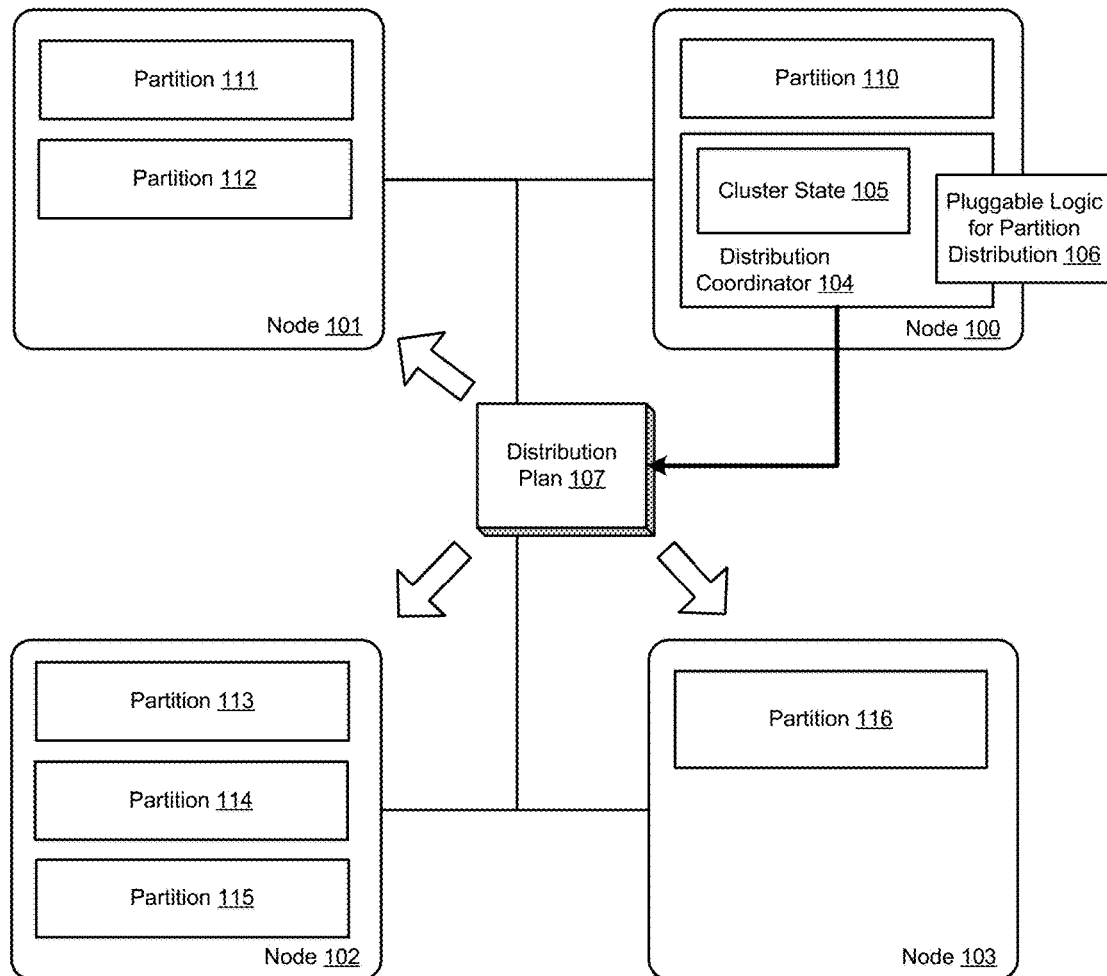 Partition 111
Partition 112
Node 101
Partition 110
Cluster State 105
Distribution
Coordinator 104
Pluggable Logic
for Partition
Distribution 106
Node 100
Distribution
Plan 107
Partition 113
Partition 114
Partition 115
Node 102
Partition 116
Node 103